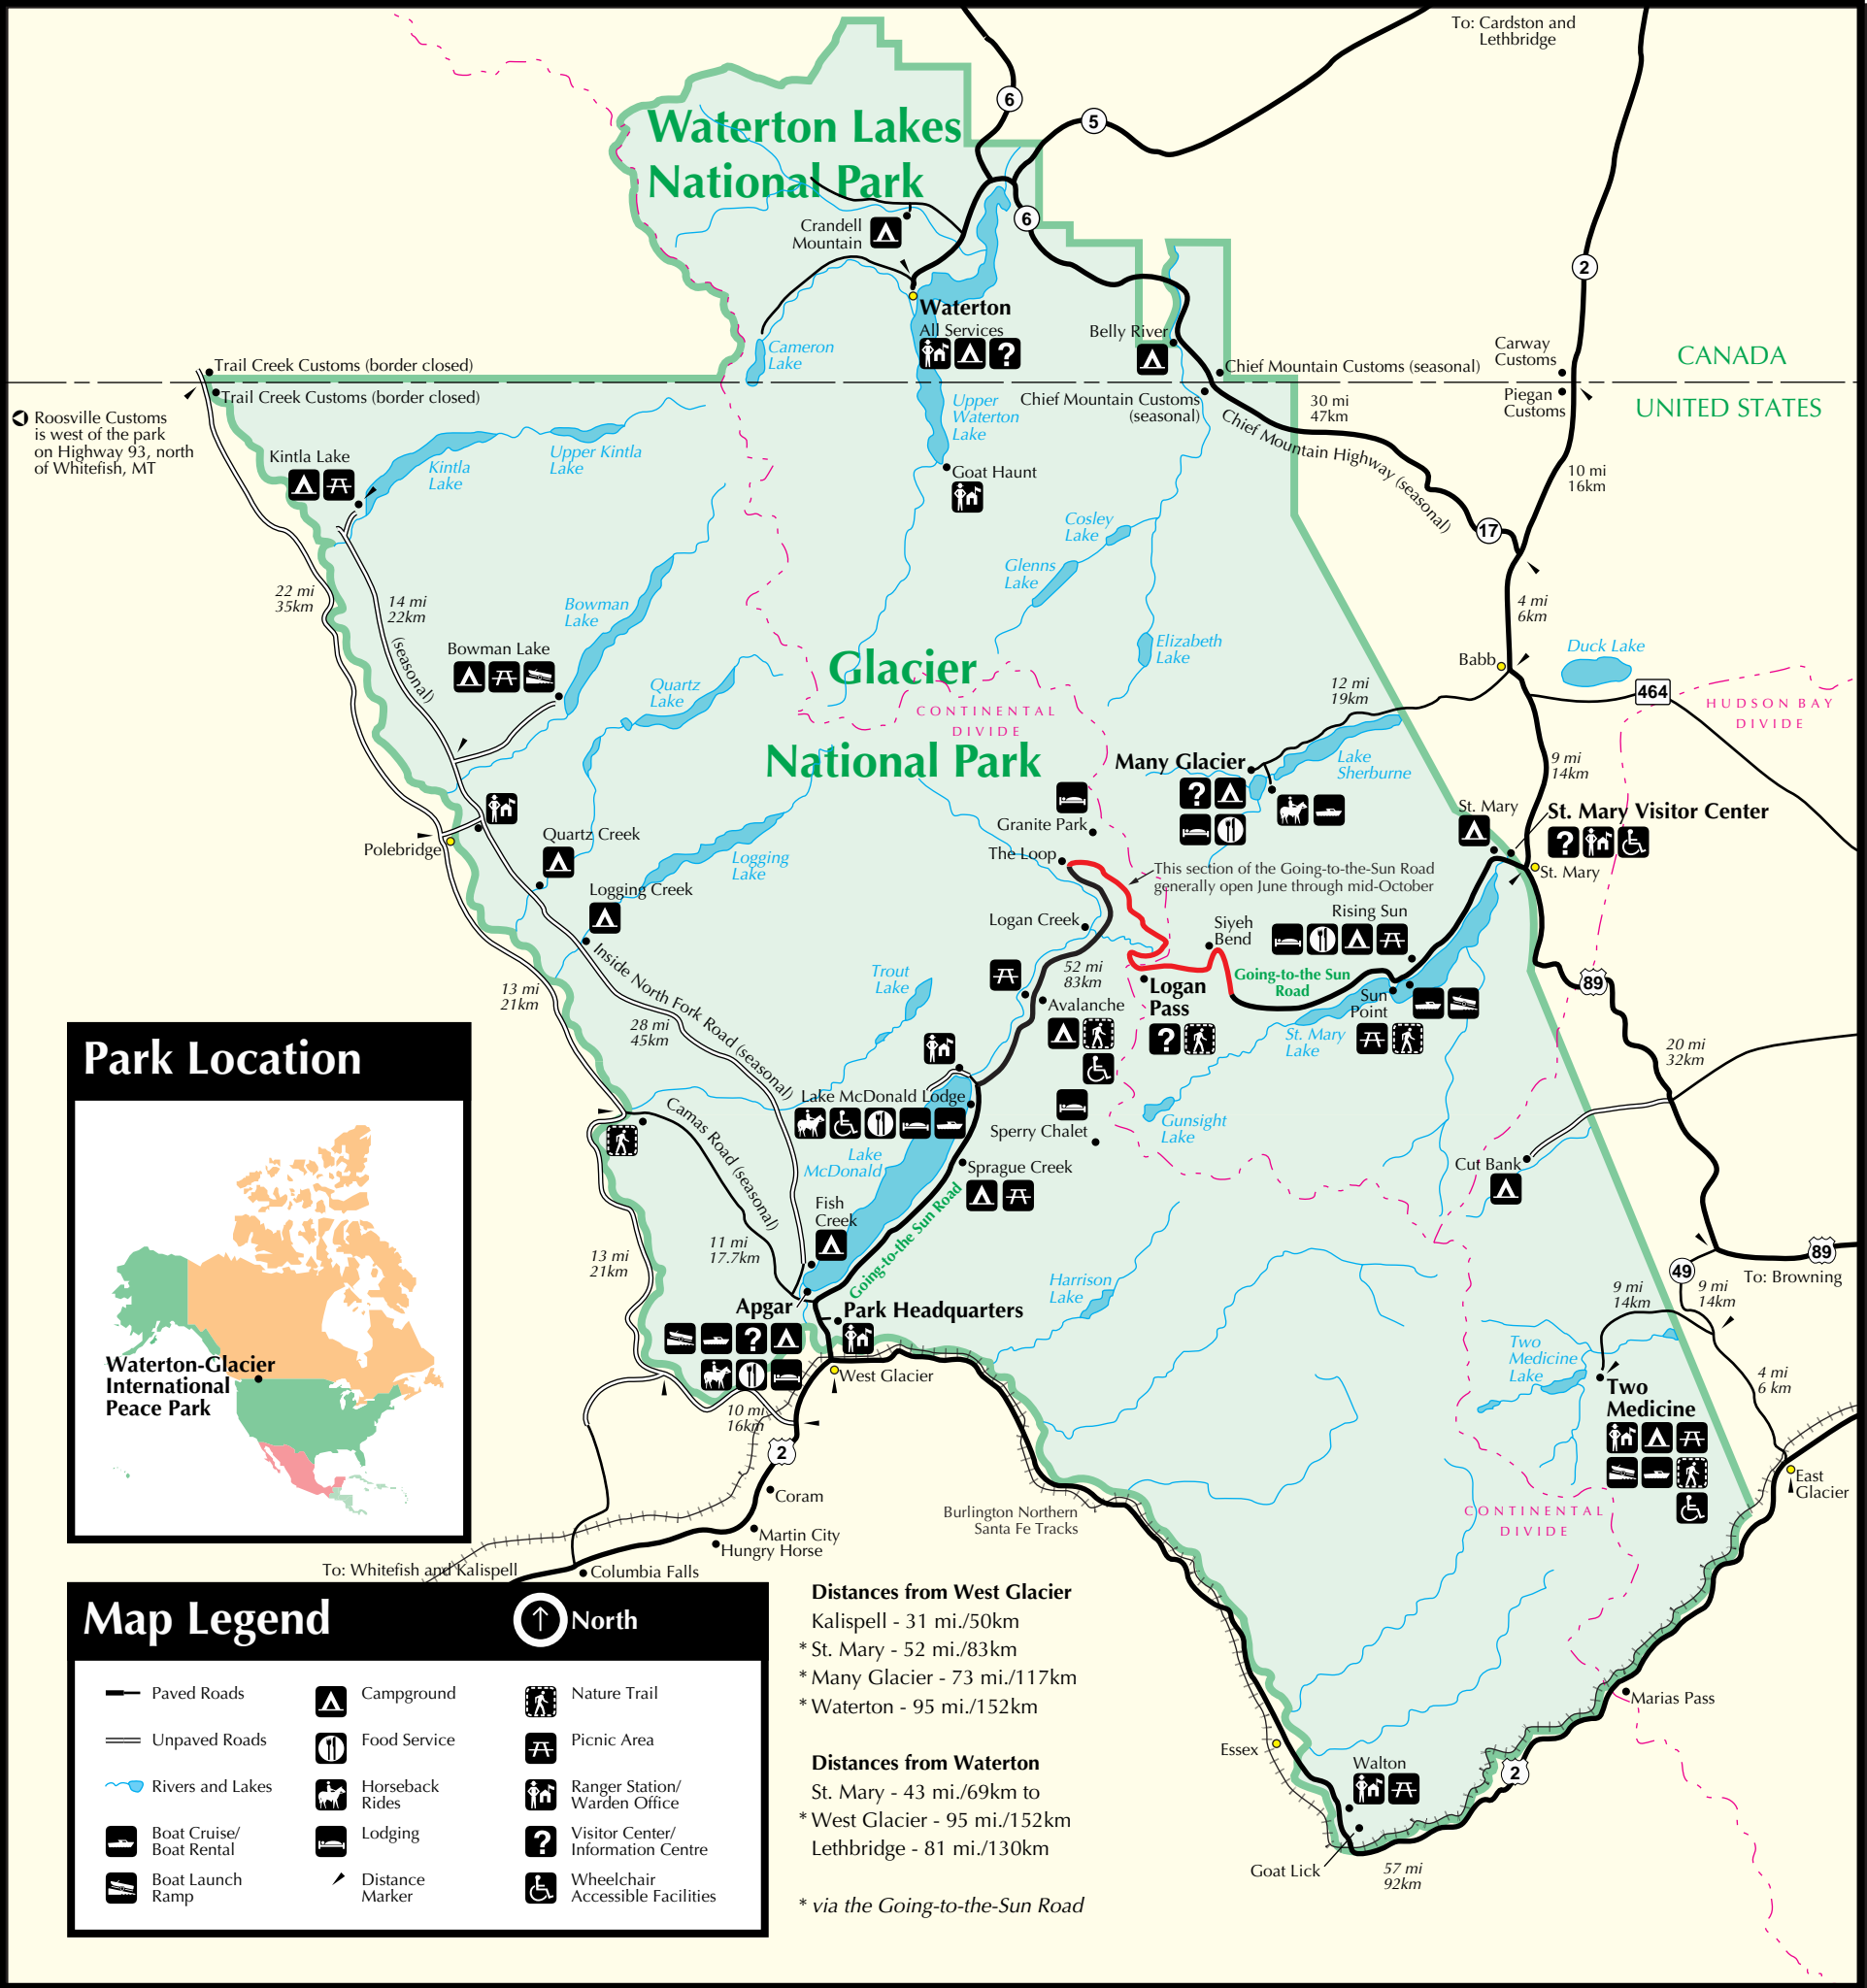 To: Cardston and
Lethbridge
6
5
Waterton Lakes
National Park
Crandell
Mountain
6
2
Waterton
All Services
Belly River
Cameron
Lake
Carway
Customs
CANADA
Trail Creek Customs (border closed)
Chief Mountain Customs (seasonal)
Trail Creek Customs (border closed)
Chief Mountain Customs
(seasonal)
30 mi
47km
Piegan
Customs
UNITED STATES
Roosville Customs
is west of the park
on Highway 93, north
of Whitefish, MT
Upper
Waterton
Lake
Chief Mountain Highway (seasonal)
Kintla Lake
Kintla
Lake
Upper Kintla
Lake
Goat Haunt
10 mi
16km
17
Cosley
Lake
Glenns
Lake
22 mi
35km
14 mi
22km
(seasonal)
Bowman
Lake
4 mi
6km
Bowman Lake
Elizabeth
Lake
Duck Lake
Babb
Glacier
National Park
Quartz
Lake
CONTINENTAL
DIVIDE
12 mi
19km
464
HUDSON BAY
DIVIDE
Many Glacier
Lake
Sherburne
9 mi
14km
St. Mary
St. Mary Visitor Center
Granite Park
The Loop
Polebridge
Quartz Creek
Logging
Lake
This section of the Going-to-the-Sun Road
generally open June through mid-October
St. Mary
Logging Creek
Logan Creek
Siyeh
Bend
Rising Sun
Inside North Fork Road (seasonal)
Trout
Lake
52 mi
83km
Going-to-the Sun
Road
Logan
Pass
89
13 mi
21km
Avalanche
Sun
Point
28 mi
45km
St. Mary
Lake
20 mi
32km
Park Location
Lake McDonald Lodge
Camas Road (seasonal)
Gunsight
Lake
Sperry Chalet
Lake
McDonald
Sprague Creek
Cut Bank
Fish
Creek
Going-to-the Sun Road
11 mi
17.7km
13 mi
21km
89
49
To: Browning
Harrison
Lake
9 mi
14km
9 mi
14km
Apgar
Park Headquarters
Two
Medicine
Lake
Waterton-Glacier
International
Peace Park
West Glacier
Two
Medicine
4 mi
6 km
10 mi
16km
2
East
Glacier
Coram
Burlington Northern
Santa Fe Tracks
CONTINENTAL
DIVIDE
Martin City
Hungry Horse
To: Whitefish and Kalispell
Columbia Falls
Map Legend
North
Paved Roads
Campground
Nature Trail
Unpaved Roads
Food Service
Picnic Area
Rivers and Lakes
Horseback
Rides
Ranger Station/
Warden Office
Boat Cruise/
Boat Rental
Lodging
Visitor Center/
Information Centre
Boat Launch
Ramp
Distance
Marker
Wheelchair
Accessible Facilities
Distances from West Glacier
Kalispell - 31 mi./50km
* St. Mary - 52 mi./83km
* Many Glacier - 73 mi./117km
* Waterton - 95 mi./152km
Distances from Waterton
St. Mary - 43 mi./69km to
* West Glacier - 95 mi./152km
Lethbridge - 81 mi./130km
* via the Going-to-the-Sun Road
Marias Pass
Essex
Walton
2
Goat Lick
57 mi
92km